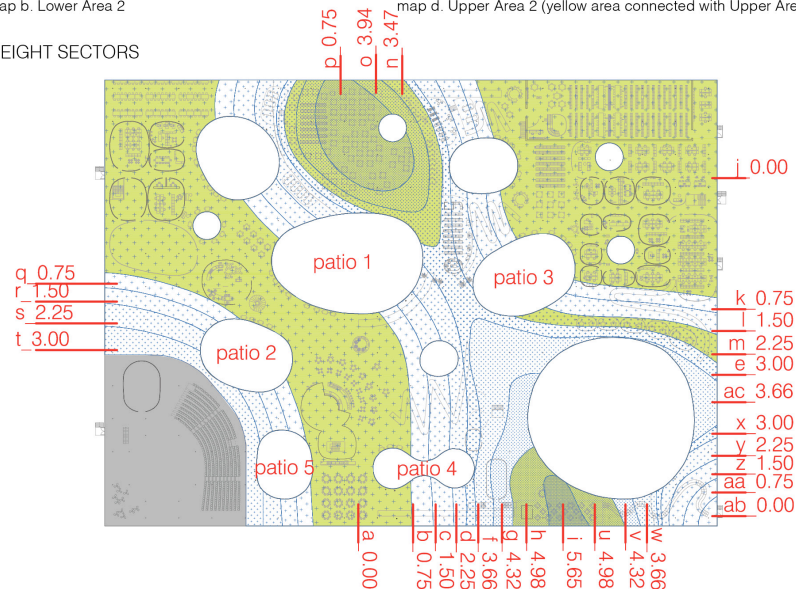 ap b. Lower Area 2
map d. Upper Area 2 (yellow area connected with Upper Are
EIGHT SECTORS
p 0.75
o 3.94
n 3.47
j 0.00
patio 1
patio 3
q 0.75
r 1.50
s 2.25
t 3.00
k 0.75
l 1.50
m 2.25
e 3.00
ac 3.66
x 3.00
y 2.25
z 1.50
aa 0.75
ab 0.00
patio 2
patio 5
patio 4
a 0.00
b 0.75
c 1.50
d 2.25
f 3.66
g 4.32
h 4.98
i 5.65
u 4.98
v 4.32
w 3.66